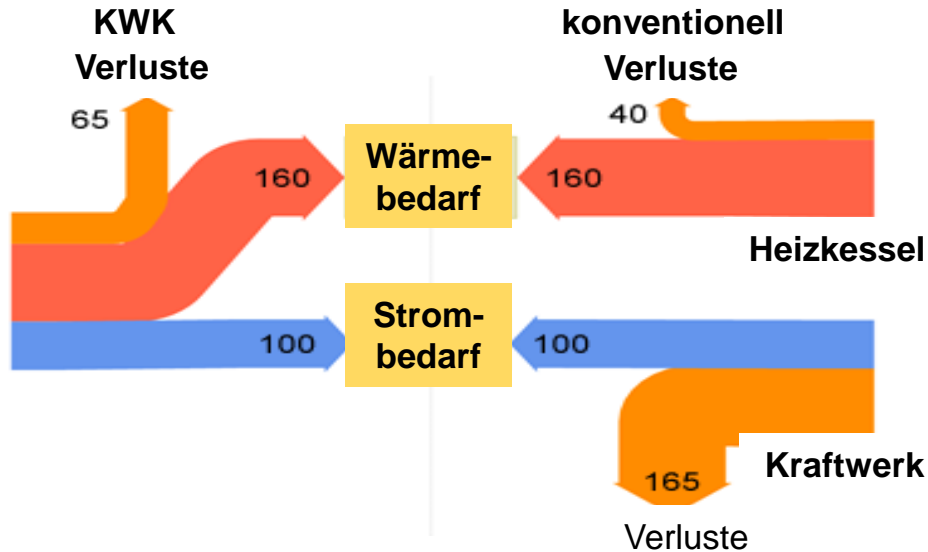 KWK
Verluste
konventionell
Verluste
65
40
160
Wärme-
bedarf
160
Heizkessel
100
Strom-
bedarf
100
Kraftwerk
165
Verluste